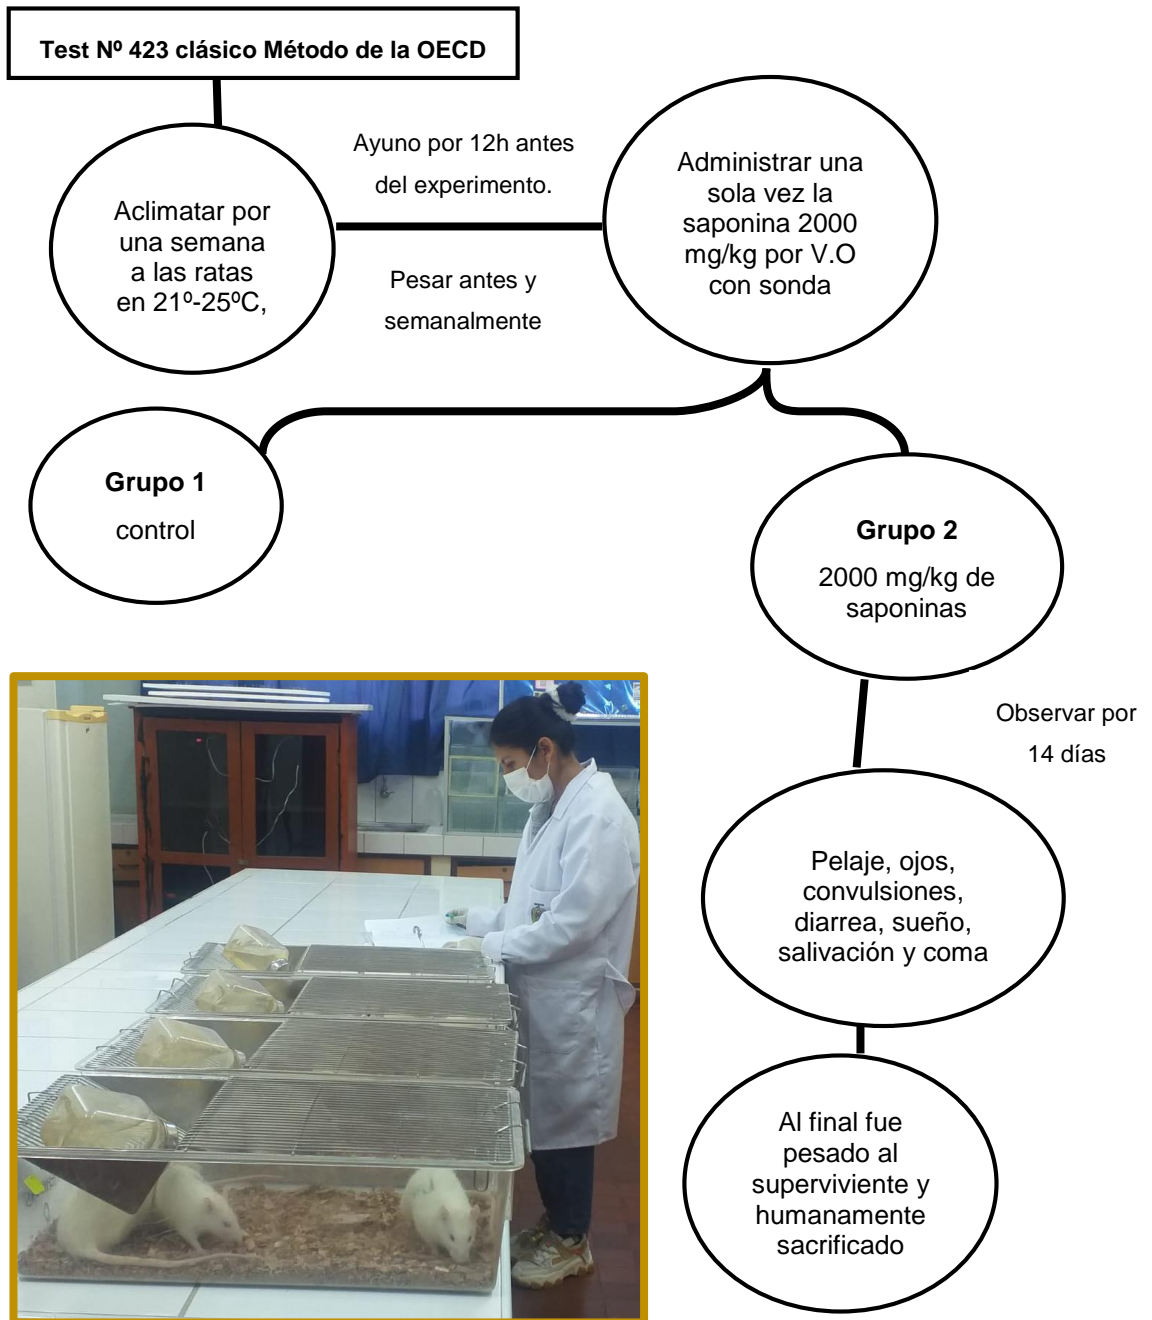 Test Nº 423 clásico Método de la OECD
Ayuno por 12h antes
del experimento.
Aclimatar por
una semana
a las ratas
en 21º-25ºC,
Pesar antes y
semanalmente
Administrar una
sola vez la
saponina 2000
mg/kg por V.O
con sonda
Grupo 1
control
Grupo 2
2000 mg/kg de
saponinas
Observar por
14 días
Pelaje, ojos,
convulsiones,
diarrea, sueño,
salivación y coma
Al final fue
pesado al
superviviente y
humanamente
sacrificado